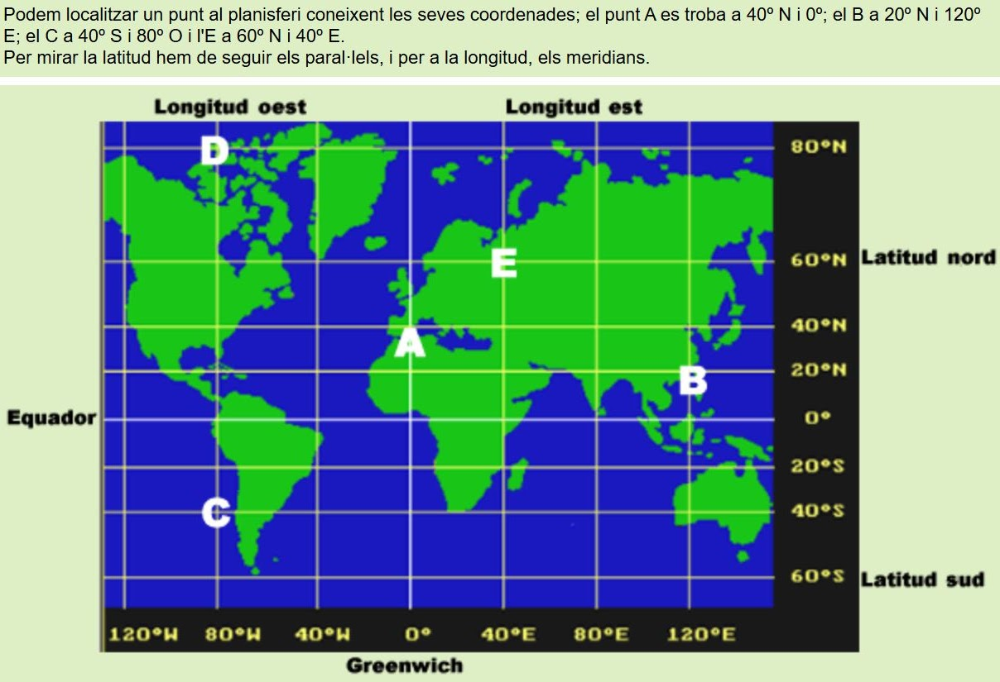 Podem localitzar un punt al planisferi coneixent les seves coordenades; el punt A es troba a 40º N i 0º; el B a 20º N i 120º
E; el C a 40º S i 80º O i l'E a 60º N i 40º E.
Per mirar la latitud hem de seguir els paral·lels, i per a la longitud, els meridians.
Longitud oest
Longitud est
D
80°N
E
60°N
Latitud nord
40°N
A
20°N
B
Equador
0°
20°S
C
40°S
60°S
Latitud sud
120°W 80°W 40°W 0° 40°E 80°E 120°E
Greenwich